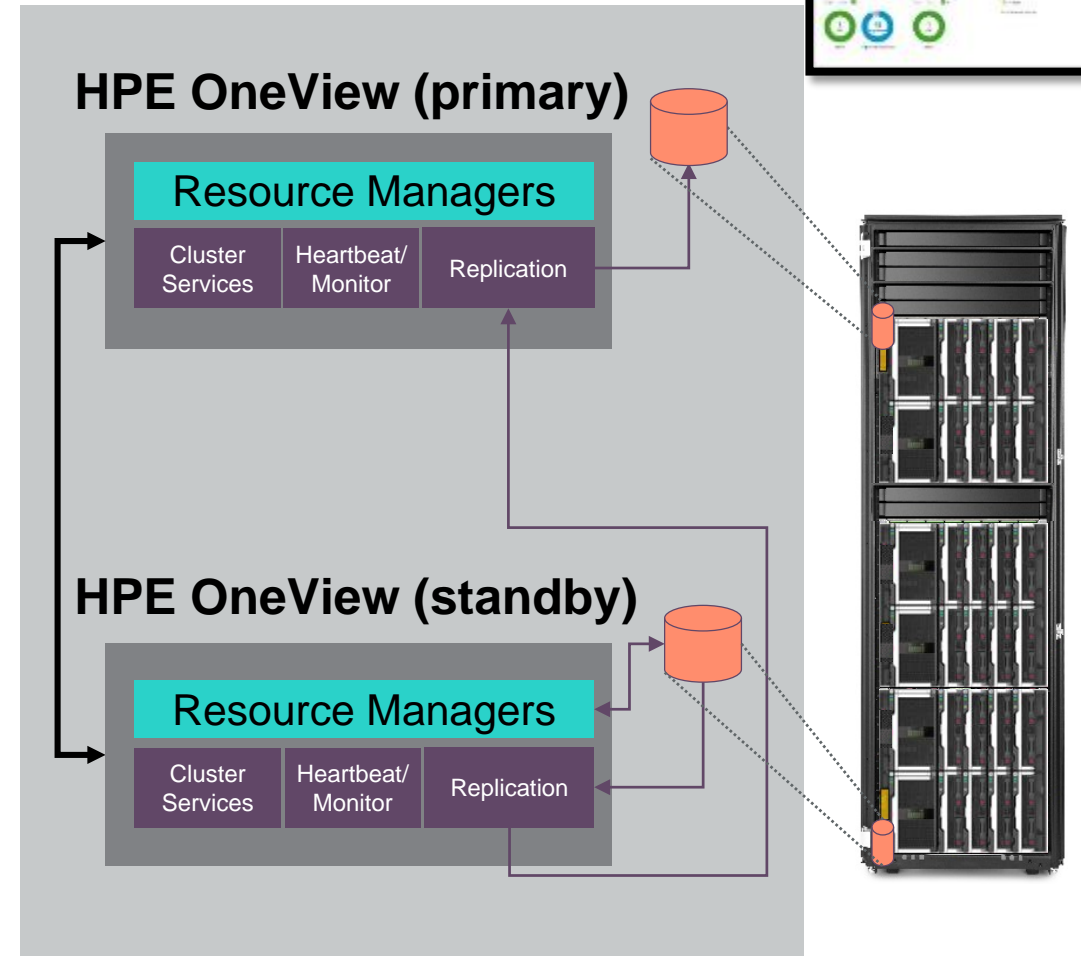 HPE OneView (primary)
Resource Managers
Cluster
Services
Heartbeat/
Monitor
Replication
HPE OneView (standby)
Resource Managers
Cluster
Services
Heartbeat/
Monitor
Replication